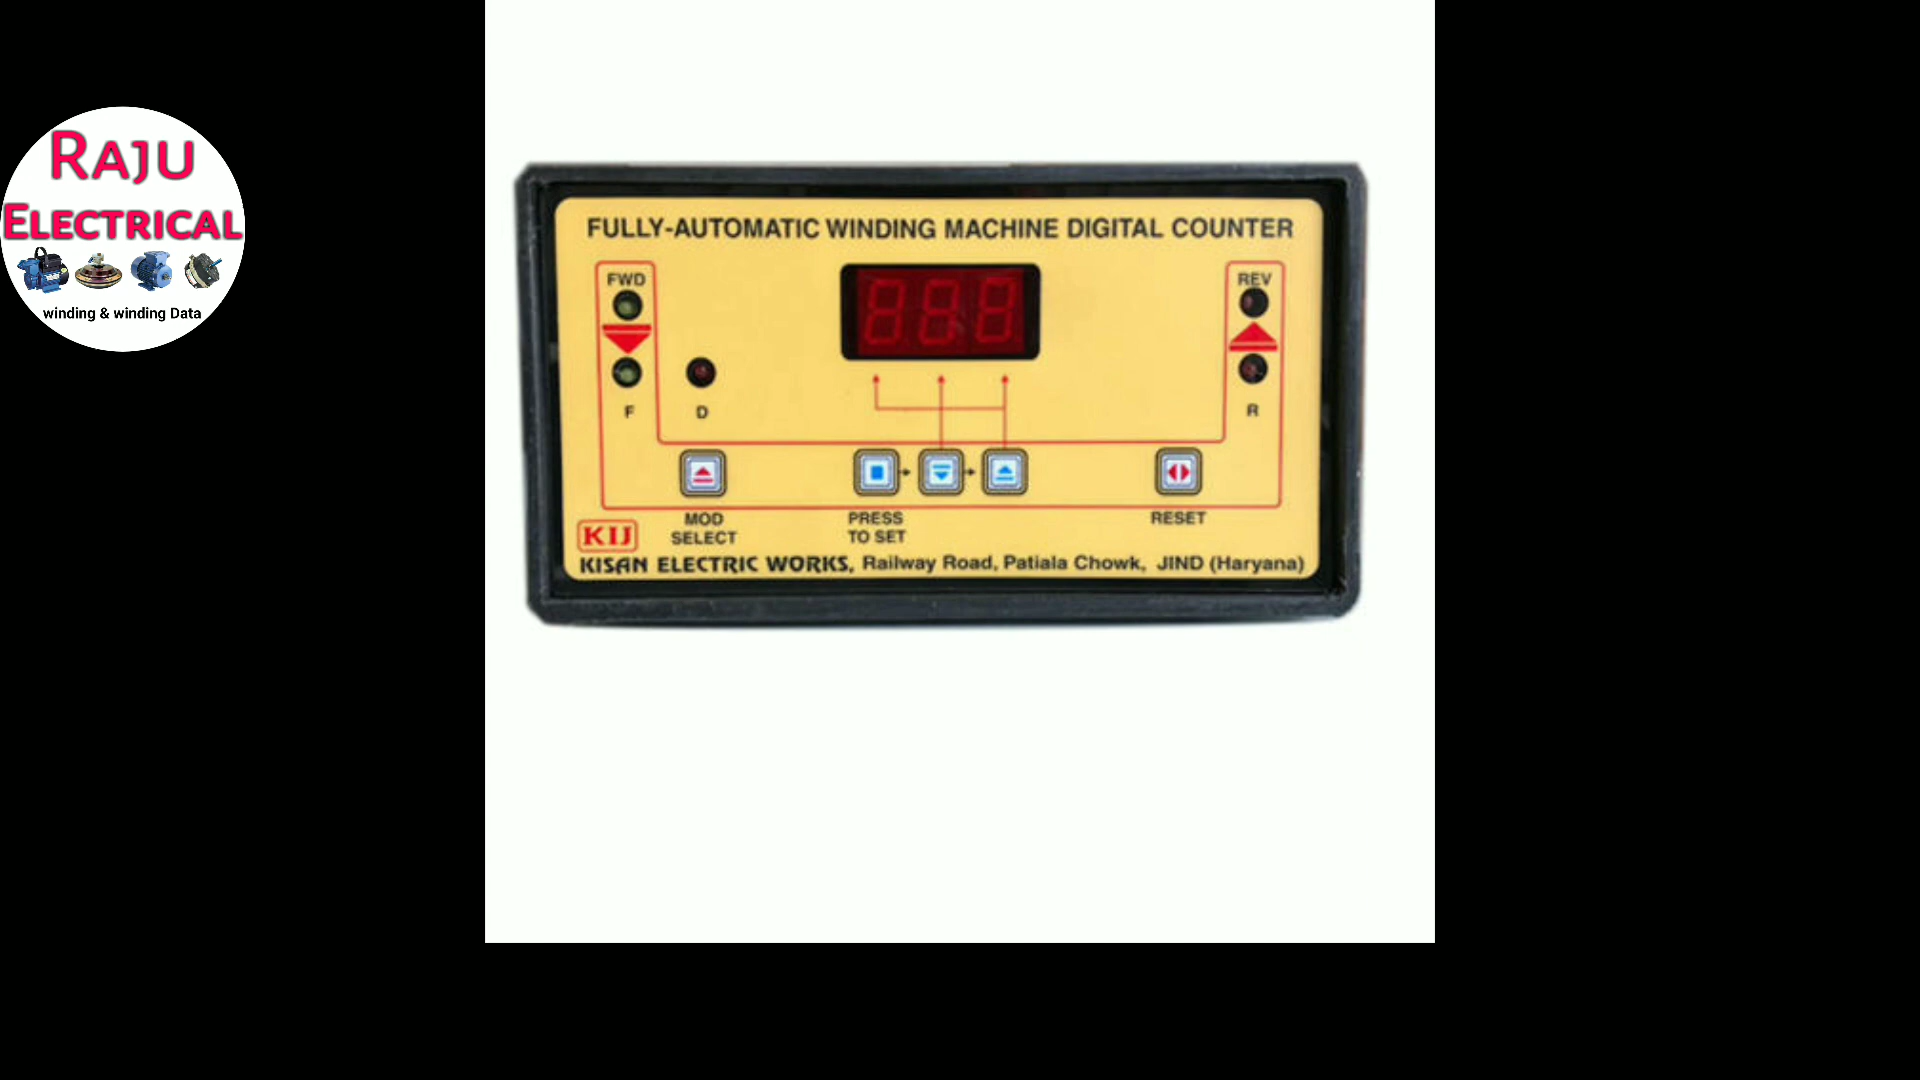 RAJU
ELECTRICAL
winding & winding Data
FULLY-AUTOMATIC WINDING MACHINE DIGITAL COUNTER
FWD
REV
F
D
R
MOD
SELECT
PRESS
TO SET
RESET
KIJ
KISAN ELECTRIC WORKS, Railway Road, Patiala Chowk, JIND (Haryana)